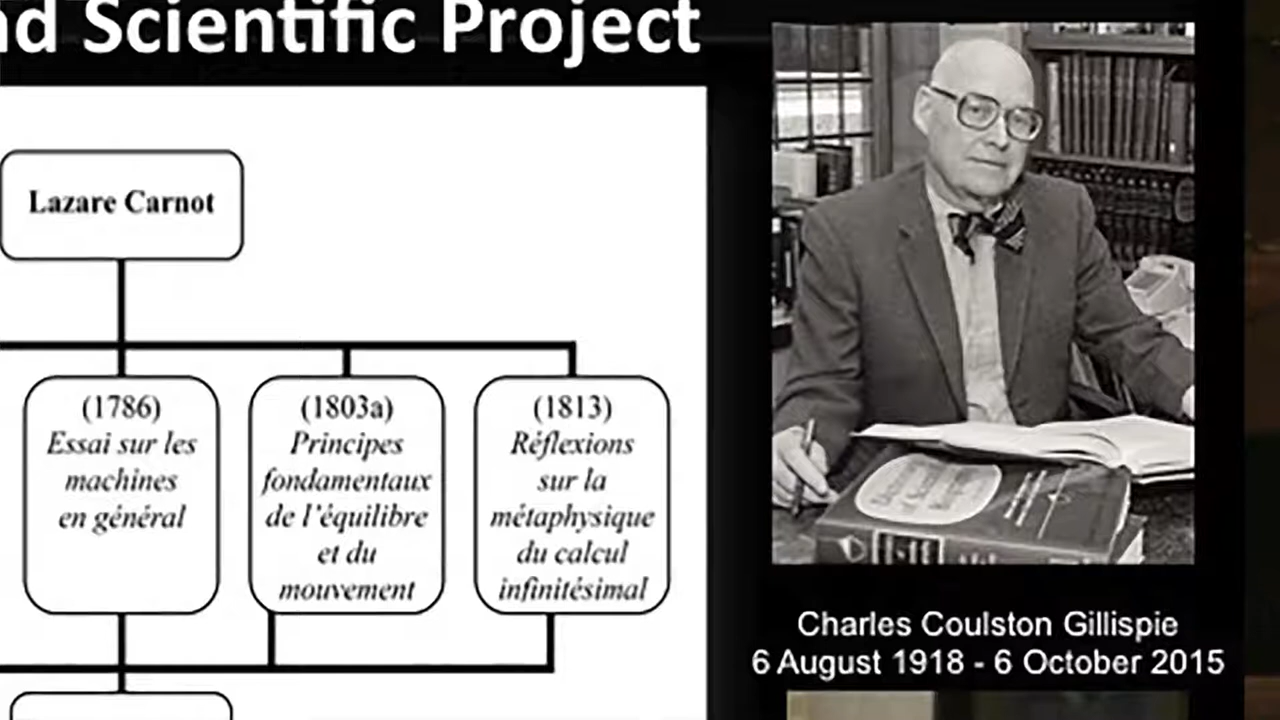 nd Scientific Project
Lazare Carnot
(1786)
Essai sur les
machines
en général
(1803a)
Principes
fondamentaux
de l'équilibre
et du
mouvement
(1813)
Réflexions
sur la
métaphysique
du calcul
infinitésimal
Charles Coulston Gillispie
6 August 1918 - 6 October 2015